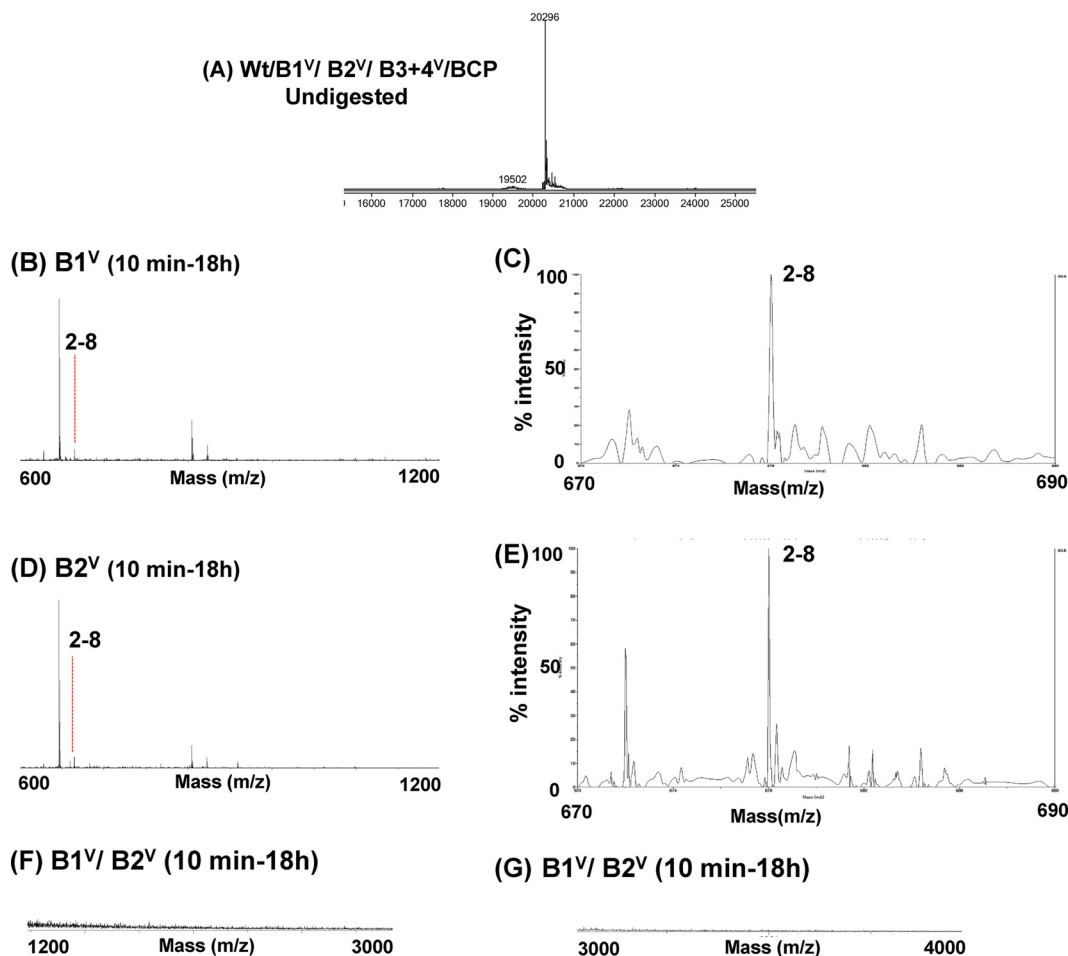 20296
(A) Wt/B1ⱽ/ B2ⱽ/ B3+4ⱽ/BCP
Undigested
19502
16000 17000 18000 19000 20000 21000 22000 23000 24000 25000
(B) B1ⱽ (10 min-18h)
2-8
600 Mass (m/z) 1200
(C)
2-8
100
50
0
% intensity
670 Mass(m/z) 690
(D) B2ⱽ (10 min-18h)
2-8
600 Mass (m/z) 1200
(E)
2-8
100
50
0
% intensity
670 Mass(m/z) 690
(F) B1ⱽ/ B2ⱽ (10 min-18h)
1200 Mass (m/z) 3000
(G) B1ⱽ/ B2ⱽ (10 min-18h)
3000 Mass (m/z) 4000